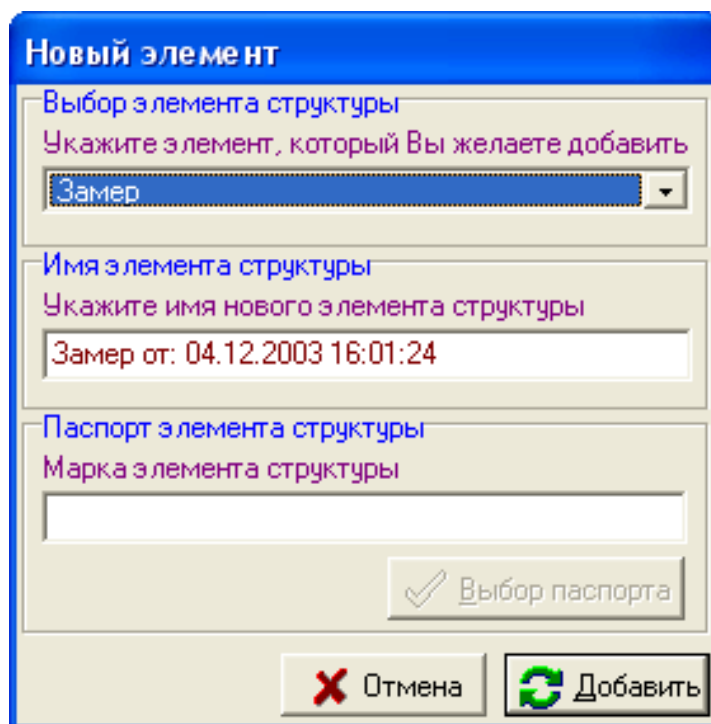 Новый элемент
Выбор элемента структуры
Укажите элемент, который Вы желаете добавить
Замер
Имя элемента структуры
Укажите имя нового элемента структуры
Замер от: 04.12.2003 16:01:24
Паспорт элемента структуры
Марка элемента структуры
Выбор паспорта
Отмена
Добавить